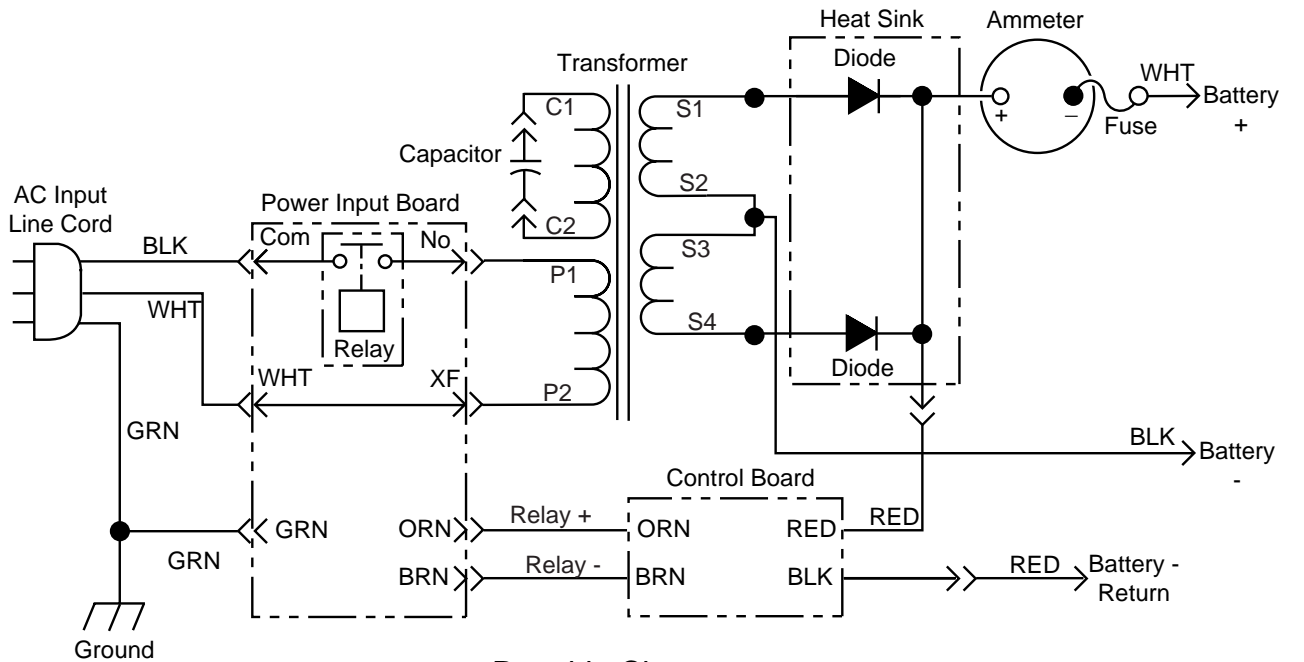 Heat Sink
Ammeter
Transformer
Diode
WHT
Battery
+
C1
S1
+
–
Fuse
Capacitor
S2
AC Input
Line Cord
Power Input Board
C2
BLK
Com
No
S3
P1
WHT
S4
Relay
Diode
WHT
XF
P2
GRN
BLK
Battery
-
Control Board
GRN
GRN
ORN
Relay +
ORN
RED
RED
BRN
Relay -
BRN
BLK
RED
Battery -
Return
Ground